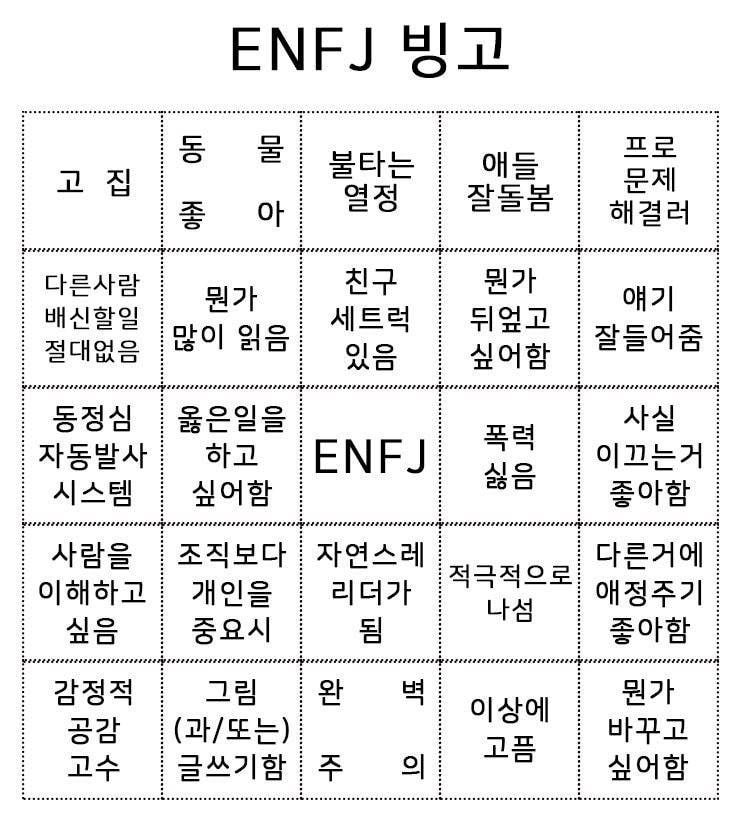 ENFJ 빙고
고 집
동 물
좋 아
불타는
열정
애들
잘돌봄
프로
문제
해결러
다른사람
배신할일
절대없음
뭔가
많이 읽음
친구
세트럭
있음
뭔가
뒤엎고
싶어함
얘기
잘들어줌
동정심
자동발사
시스템
옳은일을
하고
싶어함
ENFJ
폭력
싫음
사실
이끄는거
좋아함
사람을
이해하고
싶음
조직보다
개인을
중요시
자연스레
리더가
됨
적극적으로
나섬
다른거에
애정주기
좋아함
감정적
공감
고수
그림
(과/또는)
글쓰기함
완 벽
주 의
이상에
고픔
뭔가
바꾸고
싶어함